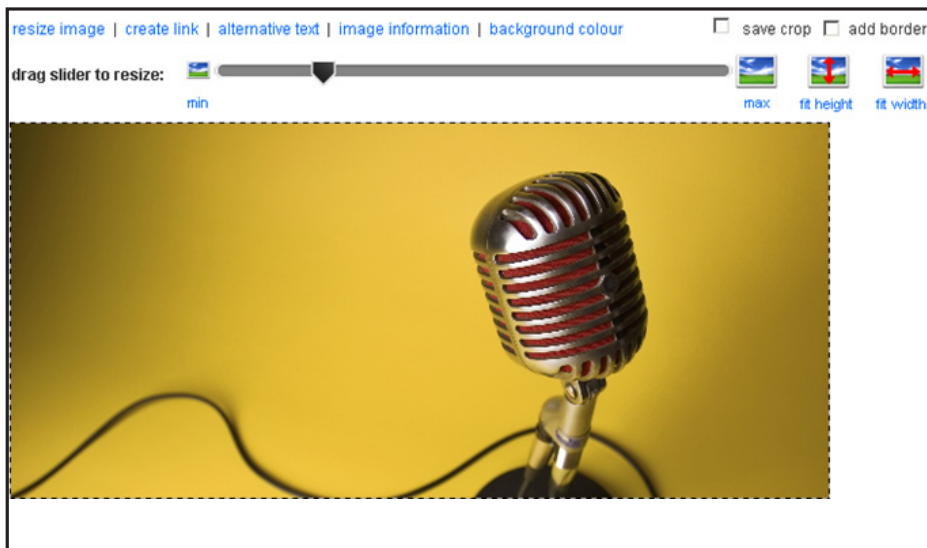 resize image | create link | alternative text | image information | background colour save crop add border
drag slider to resize:
min max fit height fit width